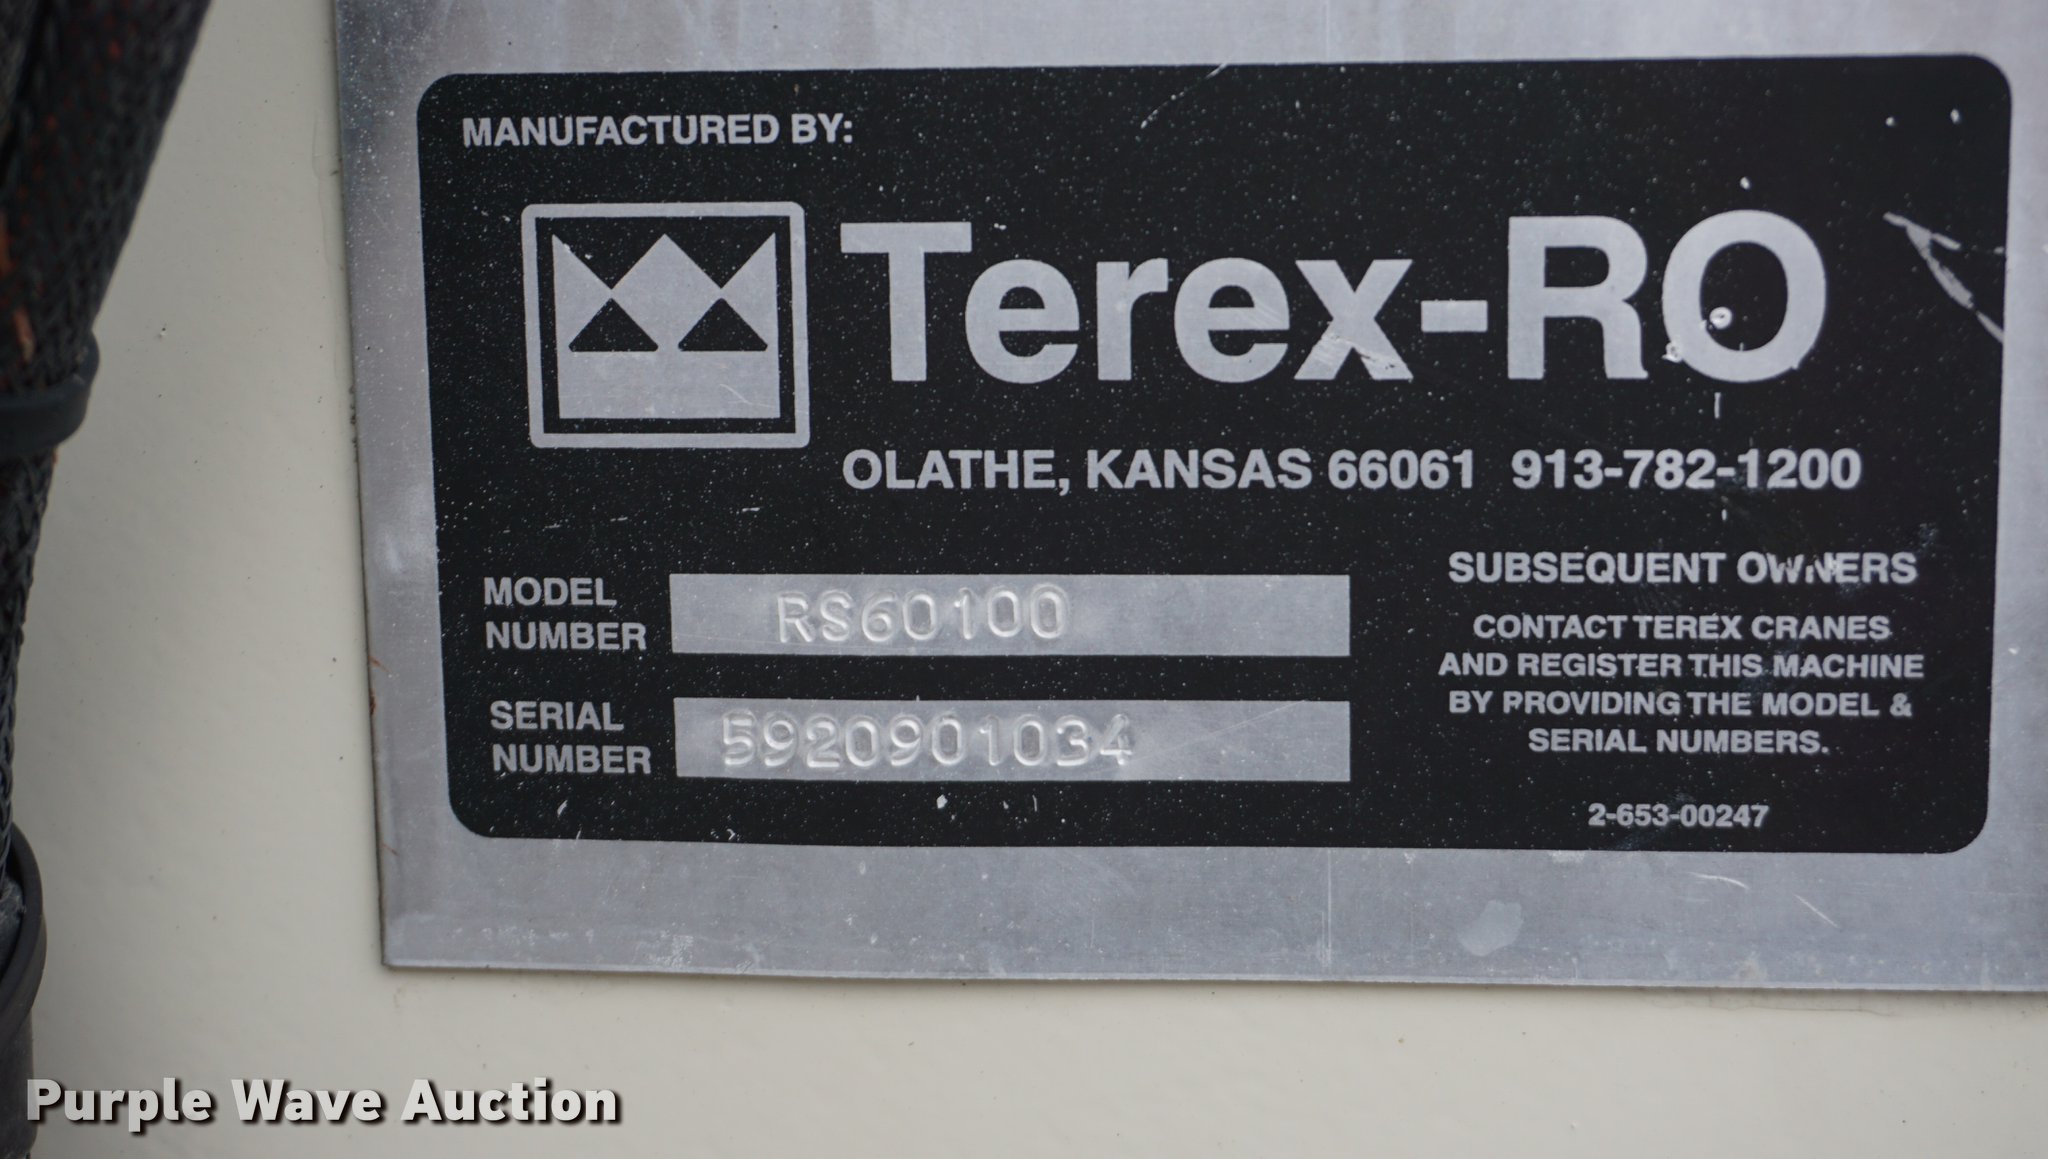 MANUFACTURED BY:
Terex-RO
OLATHE, KANSAS 66061 913-782-1200
MODEL
NUMBER
RS60100
SERIAL
NUMBER
5920901034
SUBSEQUENT OWNERS
CONTACT TEREX CRANES
AND REGISTER THIS MACHINE
BY PROVIDING THE MODEL &
SERIAL NUMBERS.
2-653-00247
Purple Wave Auction